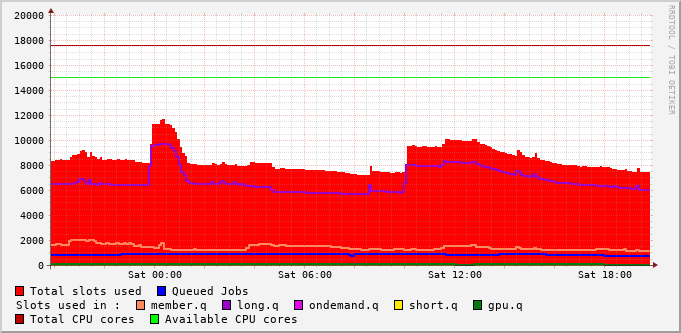 20000
18000
16000
14000
12000
10000
8000
6000
4000
2000
0
Sat 00:00 Sat 06:00 Sat 12:00 Sat 18:00
RRDTOOL / TOBI OETIKER
Total slots used Queued Jobs
Slots used in : member.q long.q ondemand.q short.q gpu.q
Total CPU cores Available CPU cores